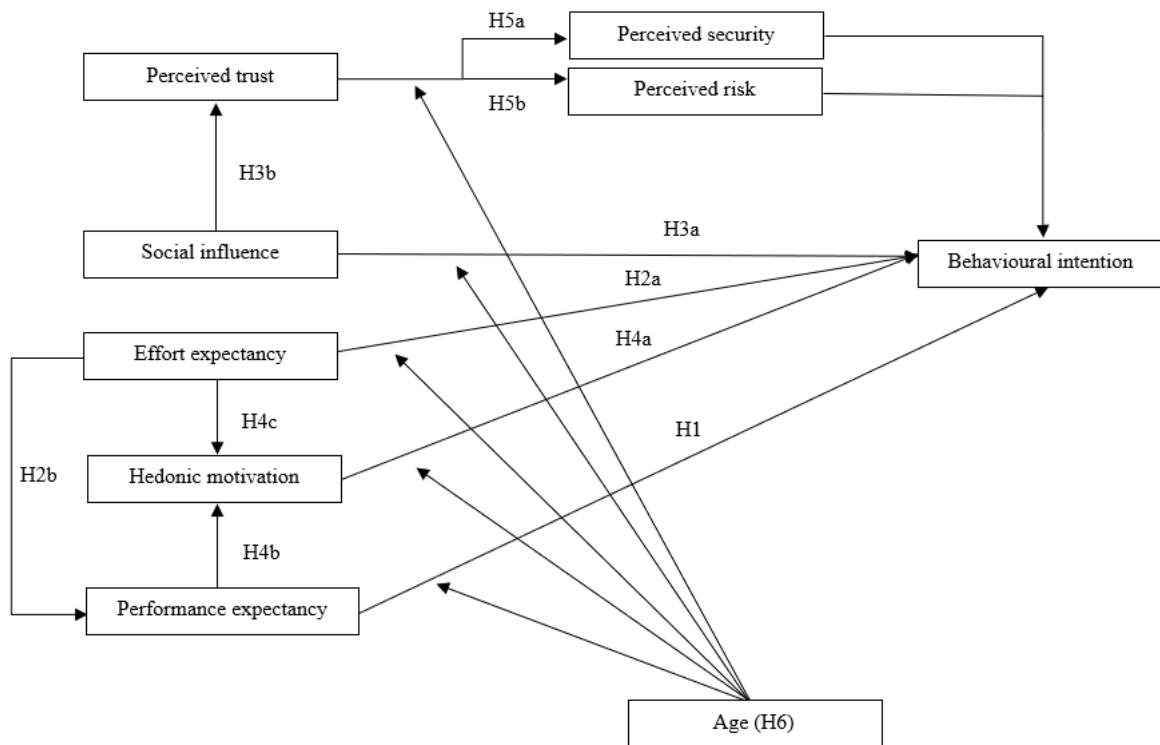 H5a
Perceived security
Perceived trust
H5b
Perceived risk
H3b
H3a
Social influence
Behavioural intention
H2a
Effort expectancy
H4a
H4c
H1
H2b
Hedonic motivation
H4b
Performance expectancy
Age (H6)